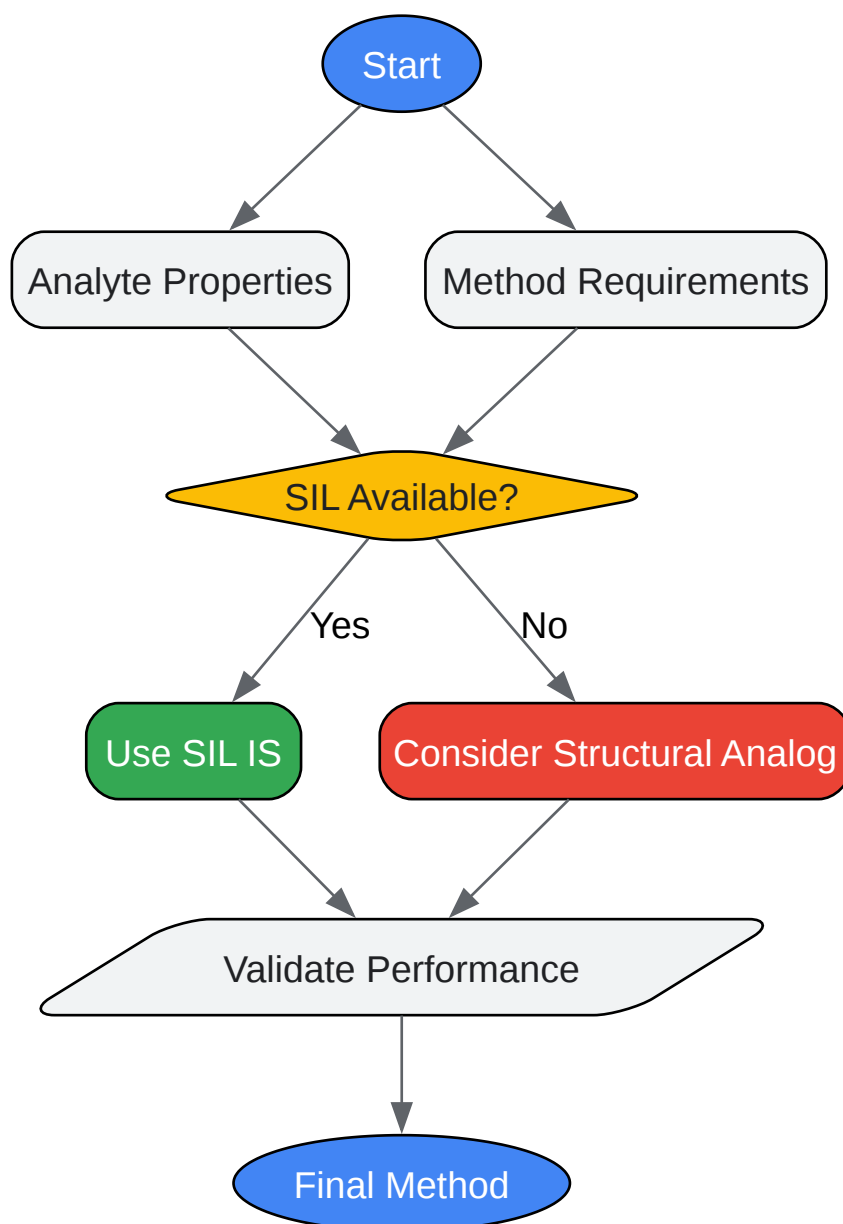 Start
Analyte Properties
Method Requirements
SIL Available?
Yes
No
Use SIL IS
Consider Structural Analog
Validate Performance
Final Method